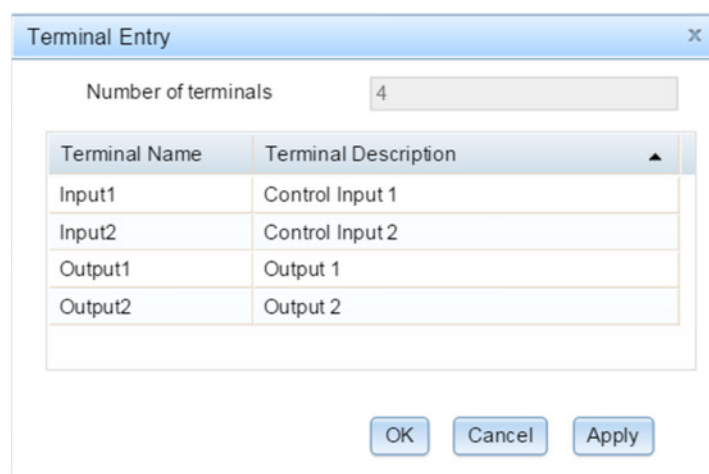 Terminal Entry x
Number of terminals 4
Terminal Name Terminal Description
Input1 Control Input 1
Input2 Control Input 2
Output1 Output 1
Output2 Output 2
OK Cancel Apply